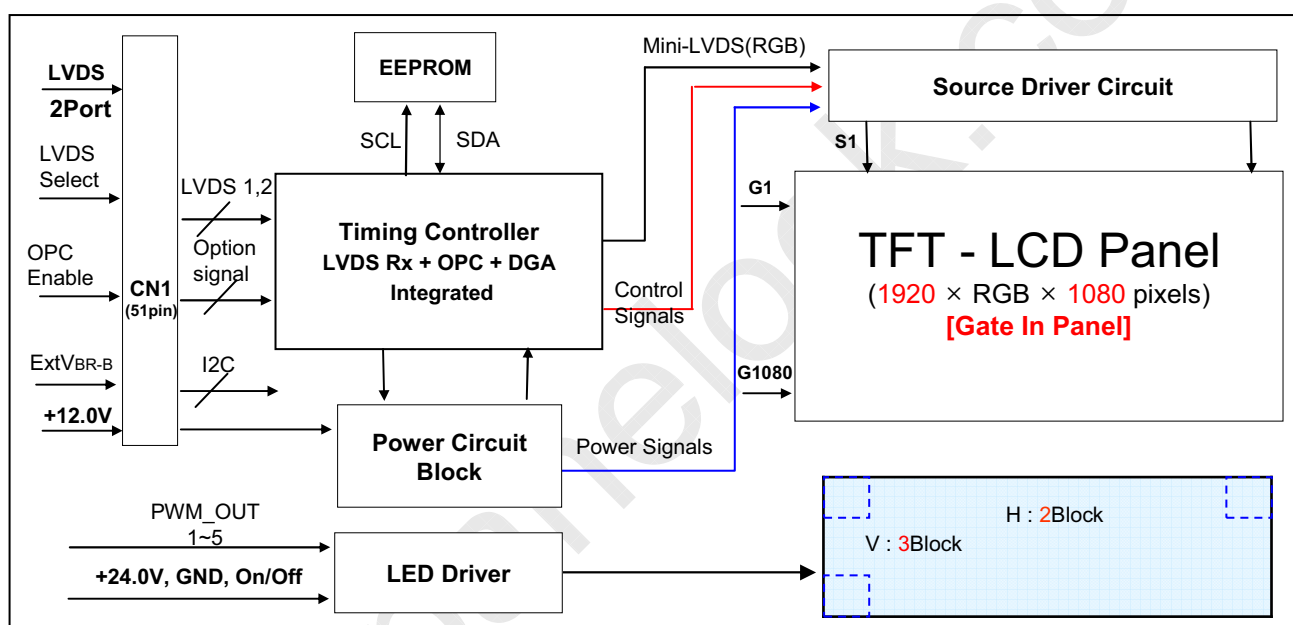 LVDS
2Port
LVDS
Select
OPC
Enable
ExtVBR-B
+12.0V
CN1
(51pin)
LVDS 1,2
Option
signal
I2C
EEPROM
SCL
SDA
Timing Controller
LVDS Rx + OPC + DGA
Integrated
Power Circuit
Block
Mini-LVDS(RGB)
Control
Signals
Power Signals
Source Driver Circuit
S1
G1
G1080
TFT - LCD Panel
(1920 × RGB × 1080 pixels)
[Gate In Panel]
PWM_OUT
1~5
+24.0V, GND, On/Off
LED Driver
H : 2Block
V : 3Block